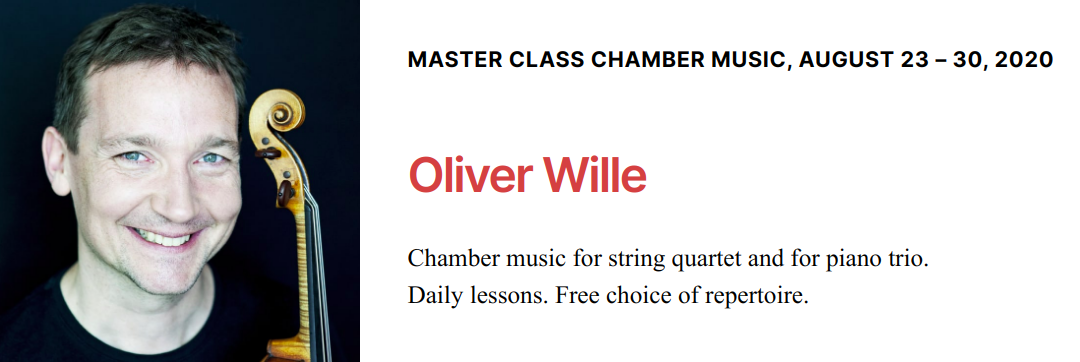 MASTER CLASS CHAMBER MUSIC, AUGUST 23 – 30, 2020
Oliver Wille
Chamber music for string quartet and for piano trio.
Daily lessons. Free choice of repertoire.